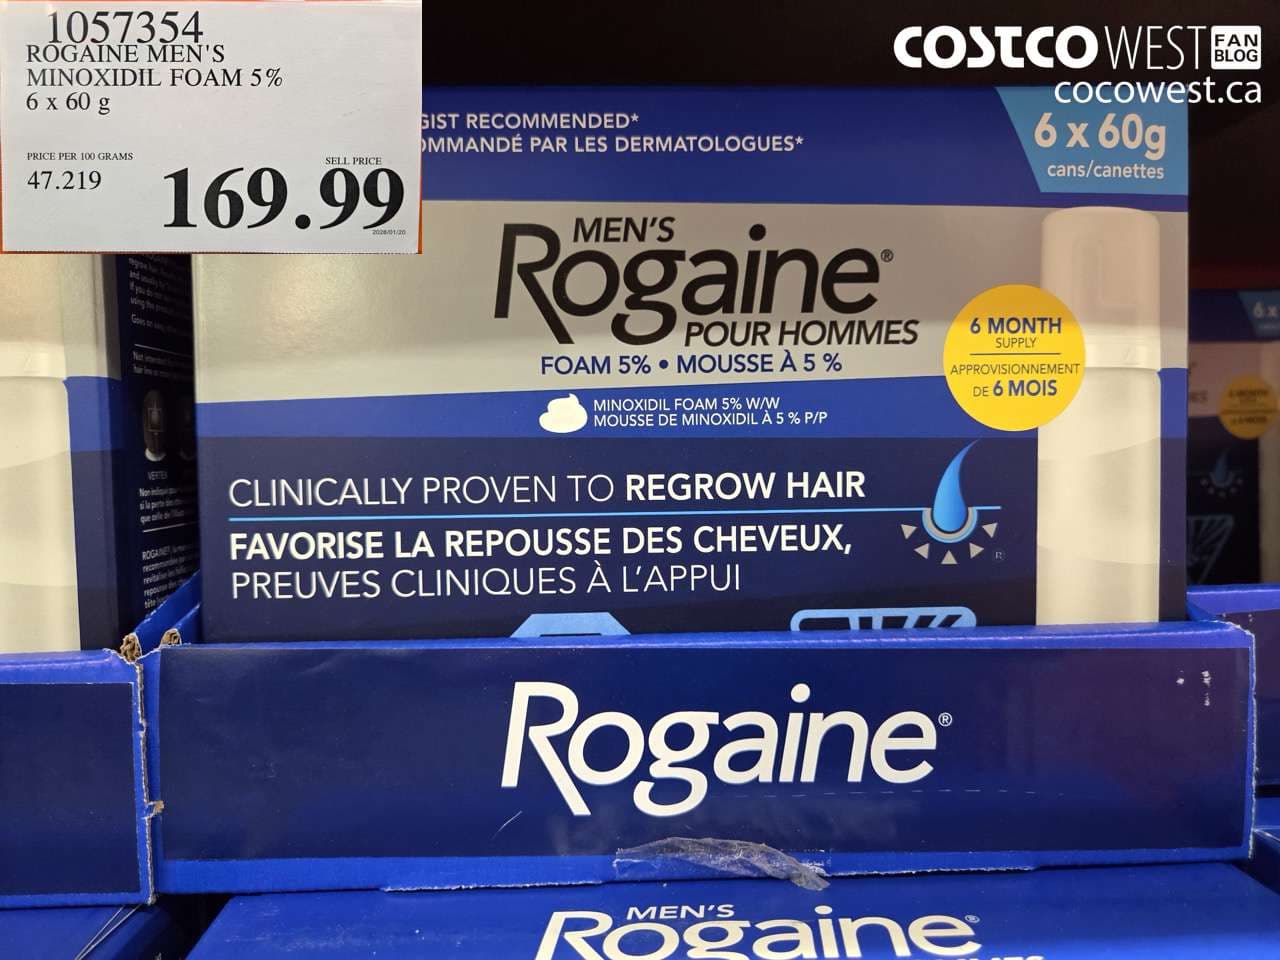 1057354
ROGAINE MEN'S
MINOXIDIL FOAM 5%
6 x 60 g
PRICE PER 100 GRAMS
47.219
SELL PRICE
169.99
COSTCO WEST FAN BLOG
cocowest.ca
GIST RECOMMENDED*
OMMANDÉ PAR LES DERMATOLOGUES*
6 x 60g
cans/canettes
MEN'S
Rogaine®
POUR HOMMES
FOAM 5% • MOUSSE À 5 %
MINOXIDIL FOAM 5% W/W
MOUSSE DE MINOXIDIL À 5 % P/P
6 MONTH
SUPPLY
APPROVISIONNEMENT
DE 6 MOIS
CLINICALLY PROVEN TO REGROW HAIR
FAVORISE LA REPOUSSE DES CHEVEUX,
PREUVES CLINIQUES À L'APPUI
VERTEX
Rogaine®
MEN'S
Rogaine®